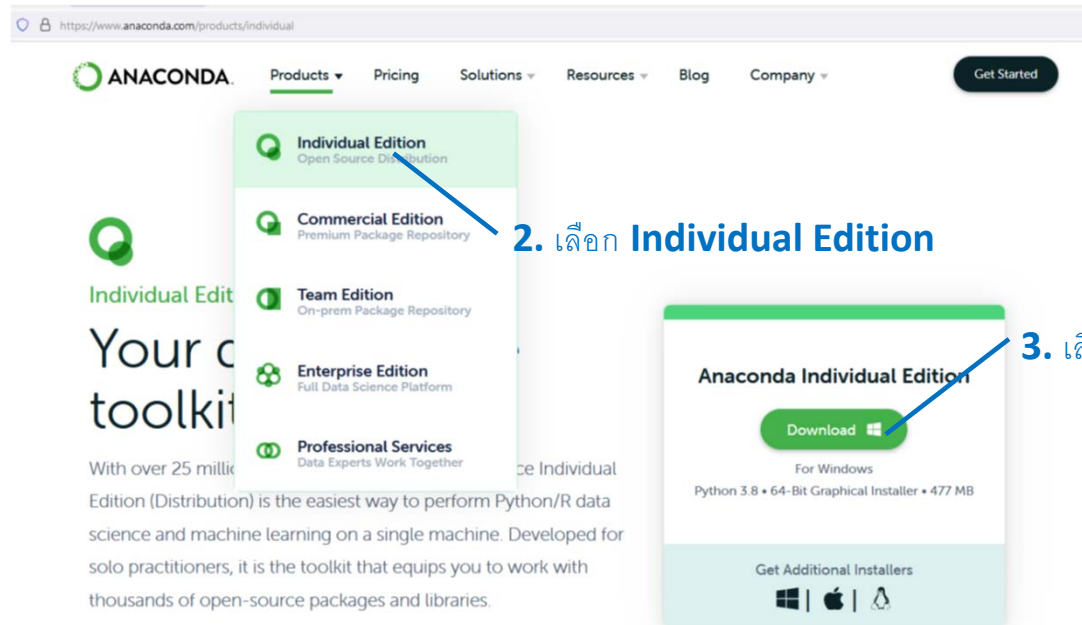 https://www.anaconda.com/products/individual
ANACONDA.
Products Pricing Solutions Resources Blog Company Get Started
Individual Edition
Open Source Distribution
Commercial Edition
Premium Package Repository
2. เลือก Individual Edition
Team Edition
On-prem Package Repository
Enterprise Edition
Full Data Science Platform
Professional Services
Data Experts Work Together
Individual Edit
Your
toolkit
With over 25 milli ce Individual
Edition (Distribution) is the easiest way to perform Python/R data
science and machine learning on a single machine. Developed for
solo practitioners, it is the toolkit that equips you to work with
thousands of open-source packages and libraries.
3.
Anaconda Individual Edition
Download
For Windows
Python 3.8 • 64-Bit Graphical Installer • 477 MB
Get Additional Installers